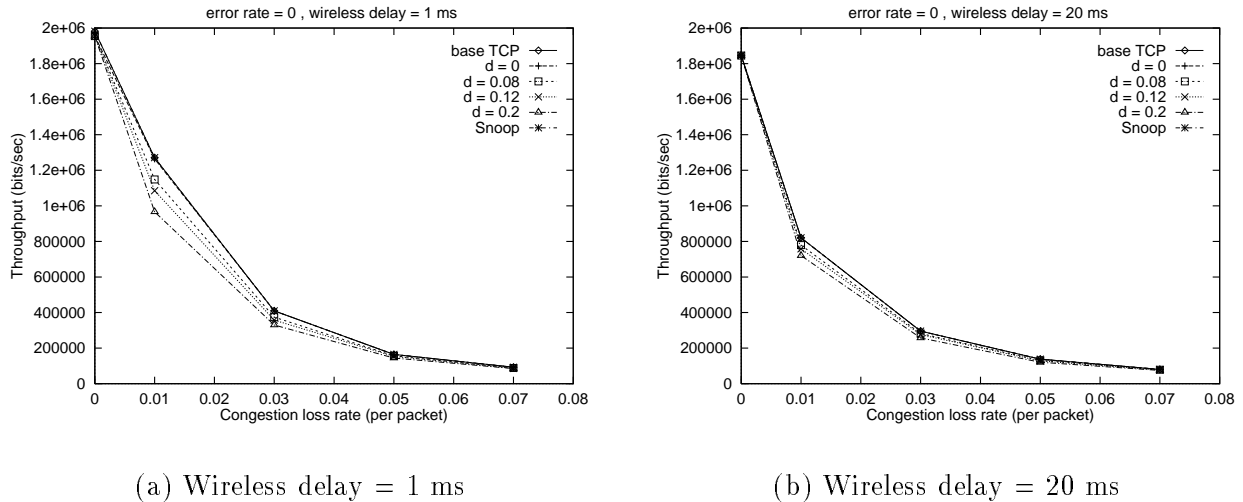 error rate = 0 , wireless delay = 1 ms
2e+06
1.8e+06
1.6e+06
1.4e+06
1.2e+06
1e+06
800000
600000
400000
200000
0
Throughput (bits/sec)
base TCP
d = 0
d = 0.08
d = 0.12
d = 0.2
Snoop
0 0.01 0.02 0.03 0.04 0.05 0.06 0.07 0.08
Congestion loss rate (per packet)
(a) Wireless delay = 1 ms
error rate = 0 , wireless delay = 20 ms
2e+06
1.8e+06
1.6e+06
1.4e+06
1.2e+06
1e+06
800000
600000
400000
200000
0
Throughput (bits/sec)
base TCP
d = 0
d = 0.08
d = 0.12
d = 0.2
Snoop
0 0.01 0.02 0.03 0.04 0.05 0.06 0.07 0.08
Congestion loss rate (per packet)
(b) Wireless delay = 20 ms